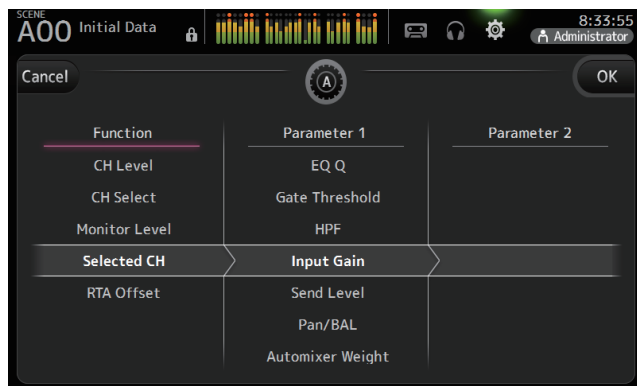 SCENE
A00 Initial Data
8:33:55
Administrator
Cancel
A
OK
Function Parameter 1 Parameter 2
CH Level EQ Q
CH Select Gate Threshold
Monitor Level HPF
Selected CH Input Gain
RTA Offset Send Level
Pan/BAL
Automixer Weight